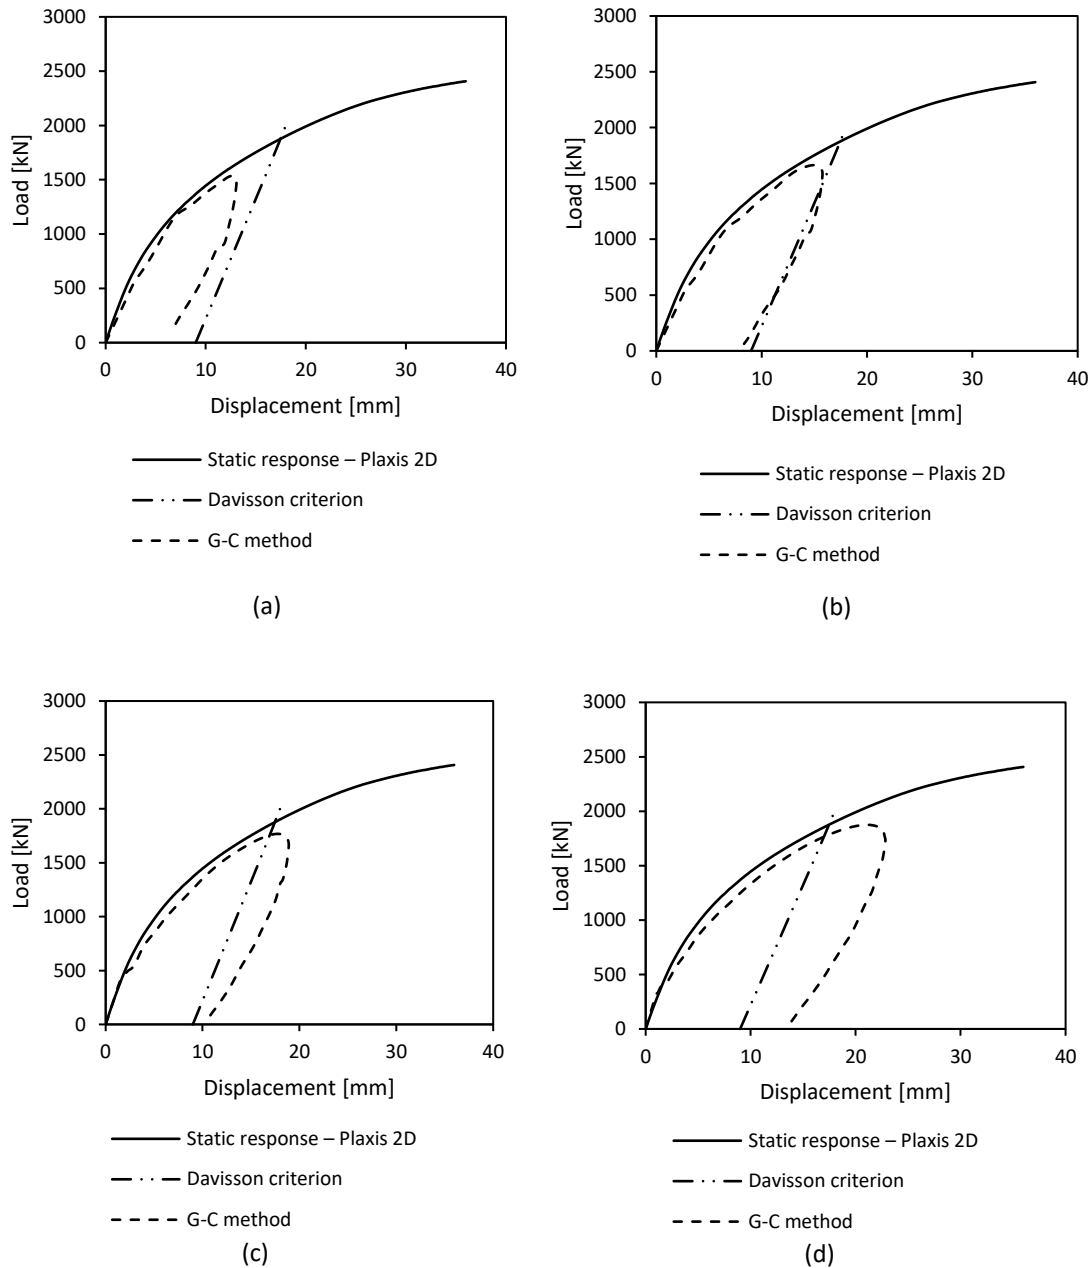 3000
2500
2000
1500
1000
500
0
Load [kN]
0 10 20 30 40
Displacement [mm]
Static response – Plaxis 2D
Davisson criterion
G-C method
(a)
3000
2500
2000
1500
1000
500
0
Load [kN]
0 10 20 30 40
Displacement [mm]
Static response – Plaxis 2D
Davisson criterion
G-C method
(b)
3000
2500
2000
1500
1000
500
0
Load [kN]
0 10 20 30 40
Displacement [mm]
Static response – Plaxis 2D
Davisson criterion
G-C method
(c)
3000
2500
2000
1500
1000
500
0
Load [kN]
0 10 20 30 40
Displacement [mm]
Static response – Plaxis 2D
Davisson criterion
G-C method
(d)